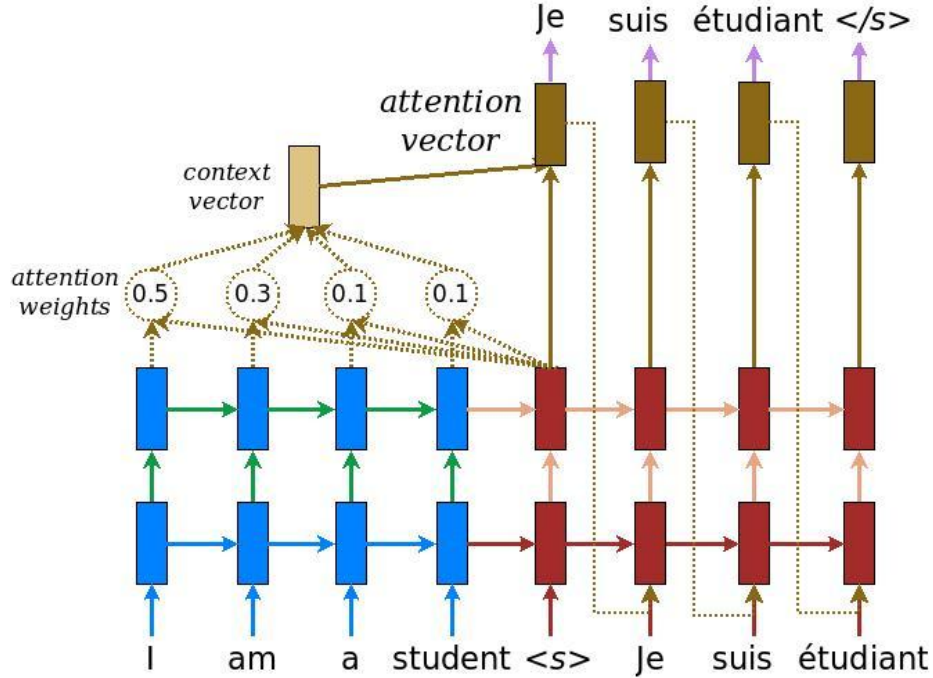 Je suis étudiant </s>
attention
vector
context
vector
attention
weights
0.5 0.3 0.1 0.1
I am a student <s> Je suis étudiant